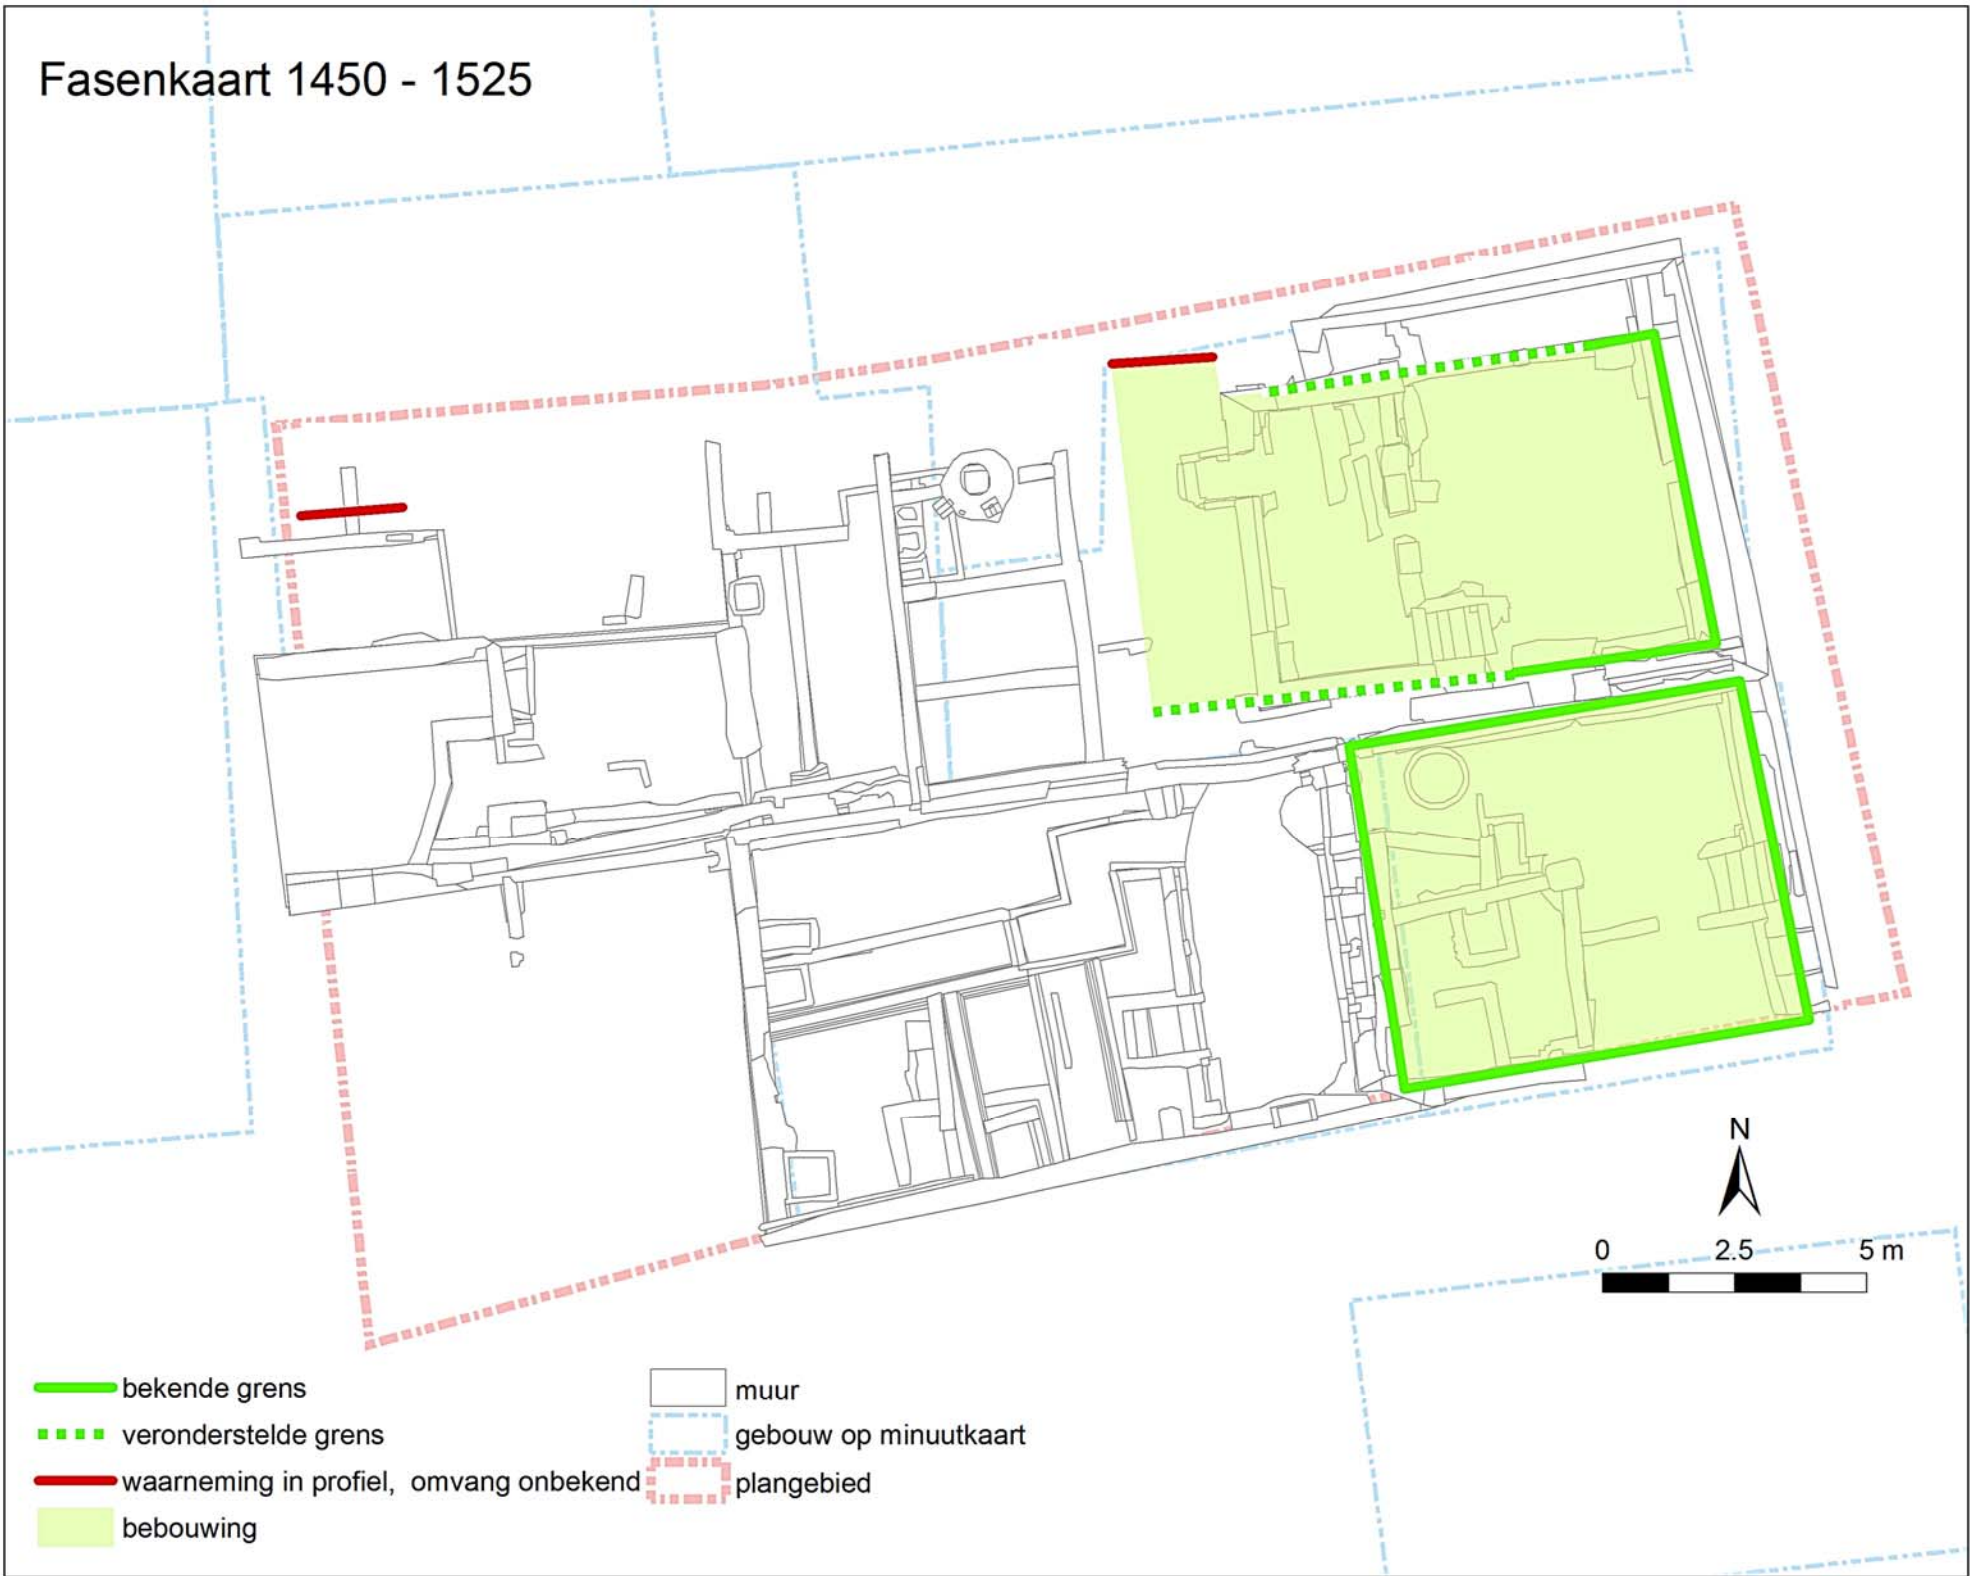 Fasenkaart 1450 - 1525
N
0 2.5 5 m
bekende grens
veronderstelde grens
waarneming in profiel, omvang onbekend
bebouwing
muur
gebouw op minuutkaart
plangebied